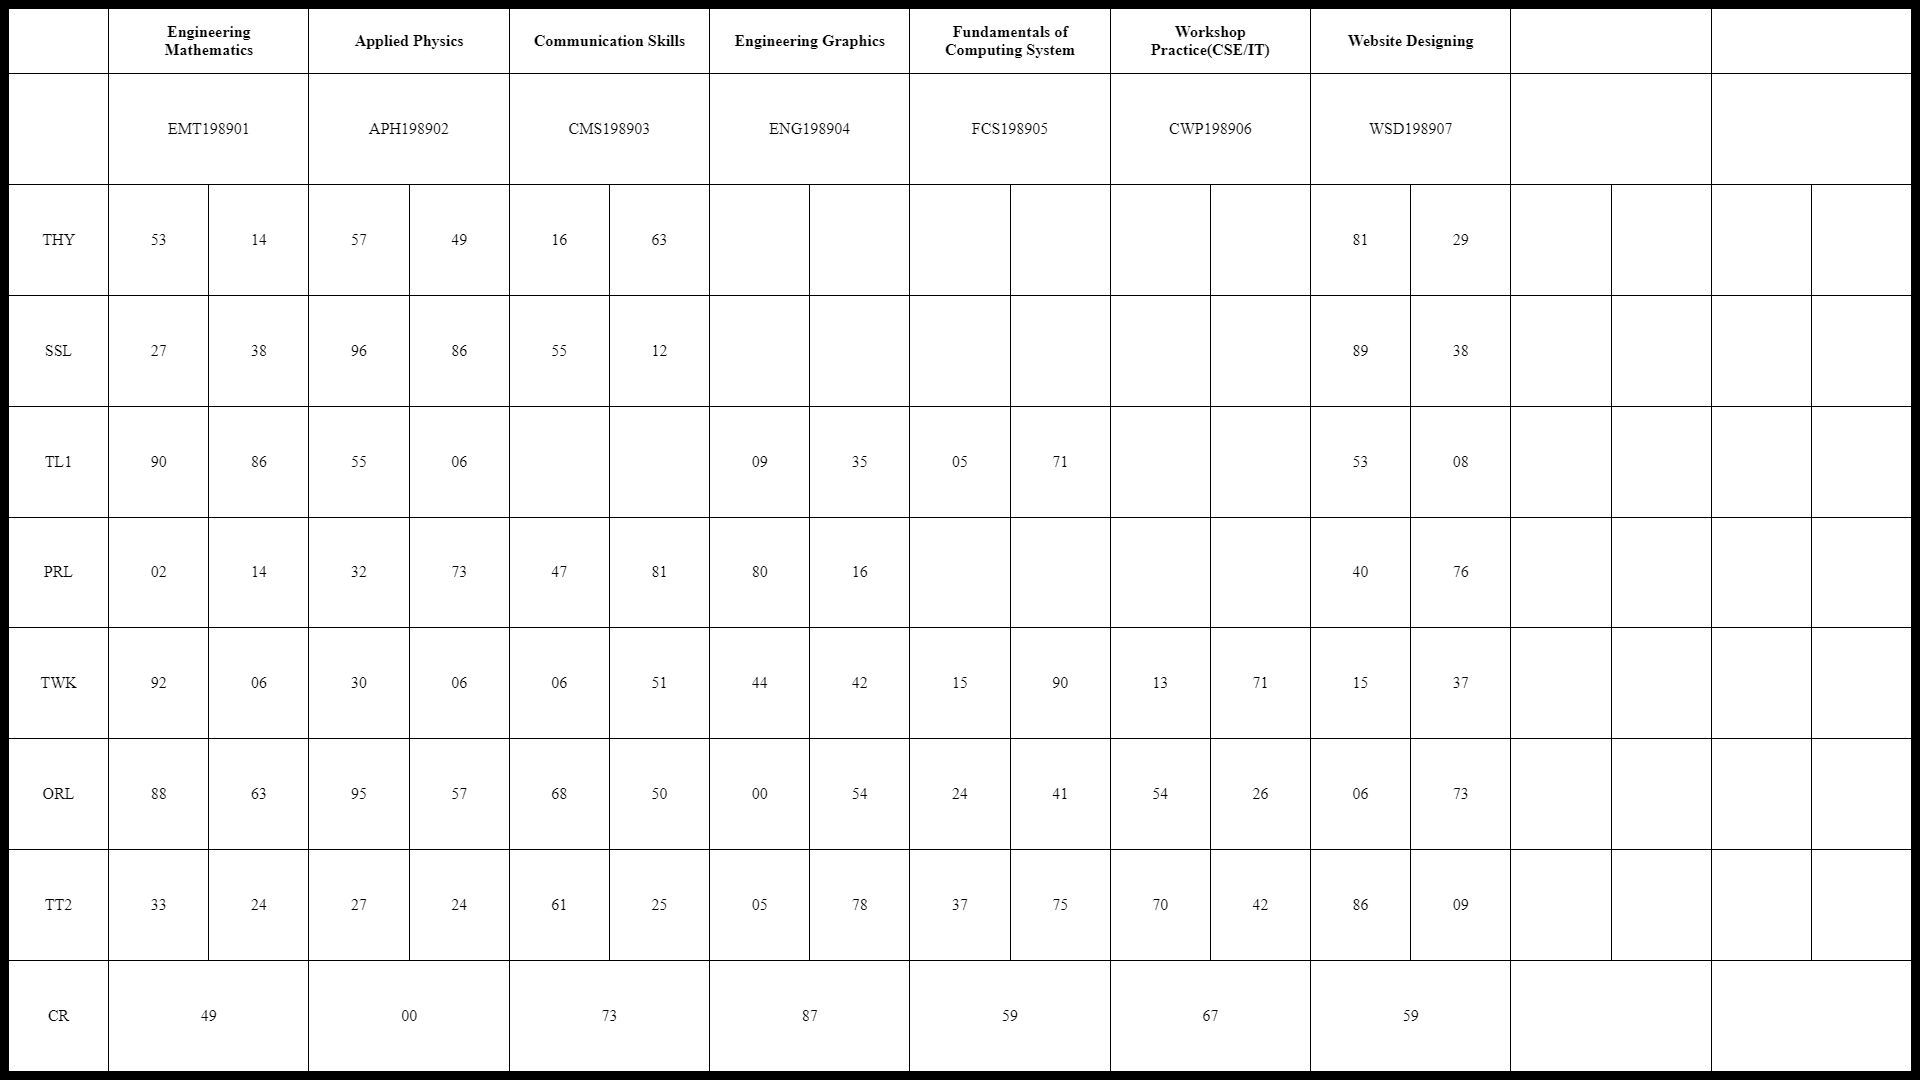 Engineering Mathematics Applied Physics Communication Skills Engineering Graphics Fundamentals of Computing System Workshop Practice(CSE/IT) Website Designing
EMT198901 APH198902 CMS198903 ENG198904 FCS198905 CWP198906 WSD198907
THY 53 14 57 49 16 63 81 29
SSL 27 38 96 86 55 12 89 38
TL1 90 86 55 06 09 35 05 71 53 08
PRL 02 14 32 73 47 81 80 16 40 76
TWK 92 06 30 06 06 51 44 42 15 90 13 71 15 37
ORL 88 63 95 57 68 50 00 54 24 41 54 26 06 73
TT2 33 24 27 24 61 25 05 78 37 75 70 42 86 09
CR 49 00 73 87 59 67 59